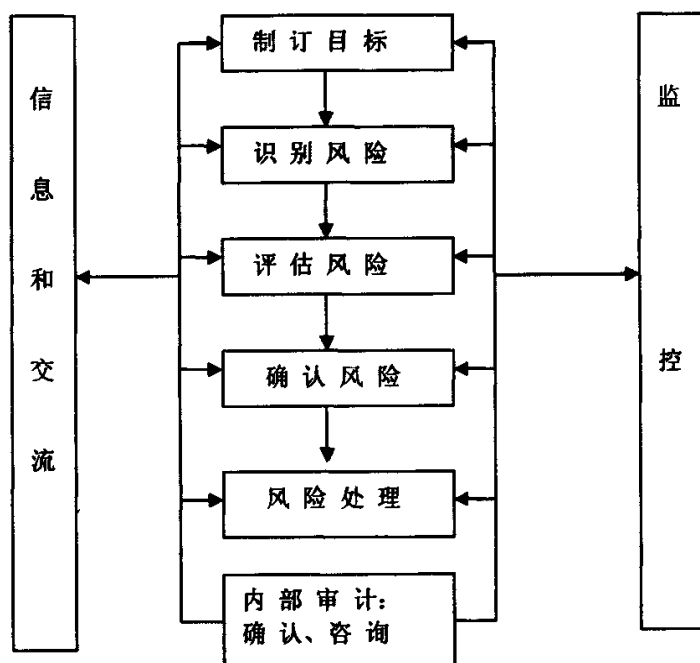 信息和交流
制 订 目 标
识 别 风 险
评 估 风 险
确 认 风 险
风 险 处 理
内 部 审 计：
确 认、咨 询
监控